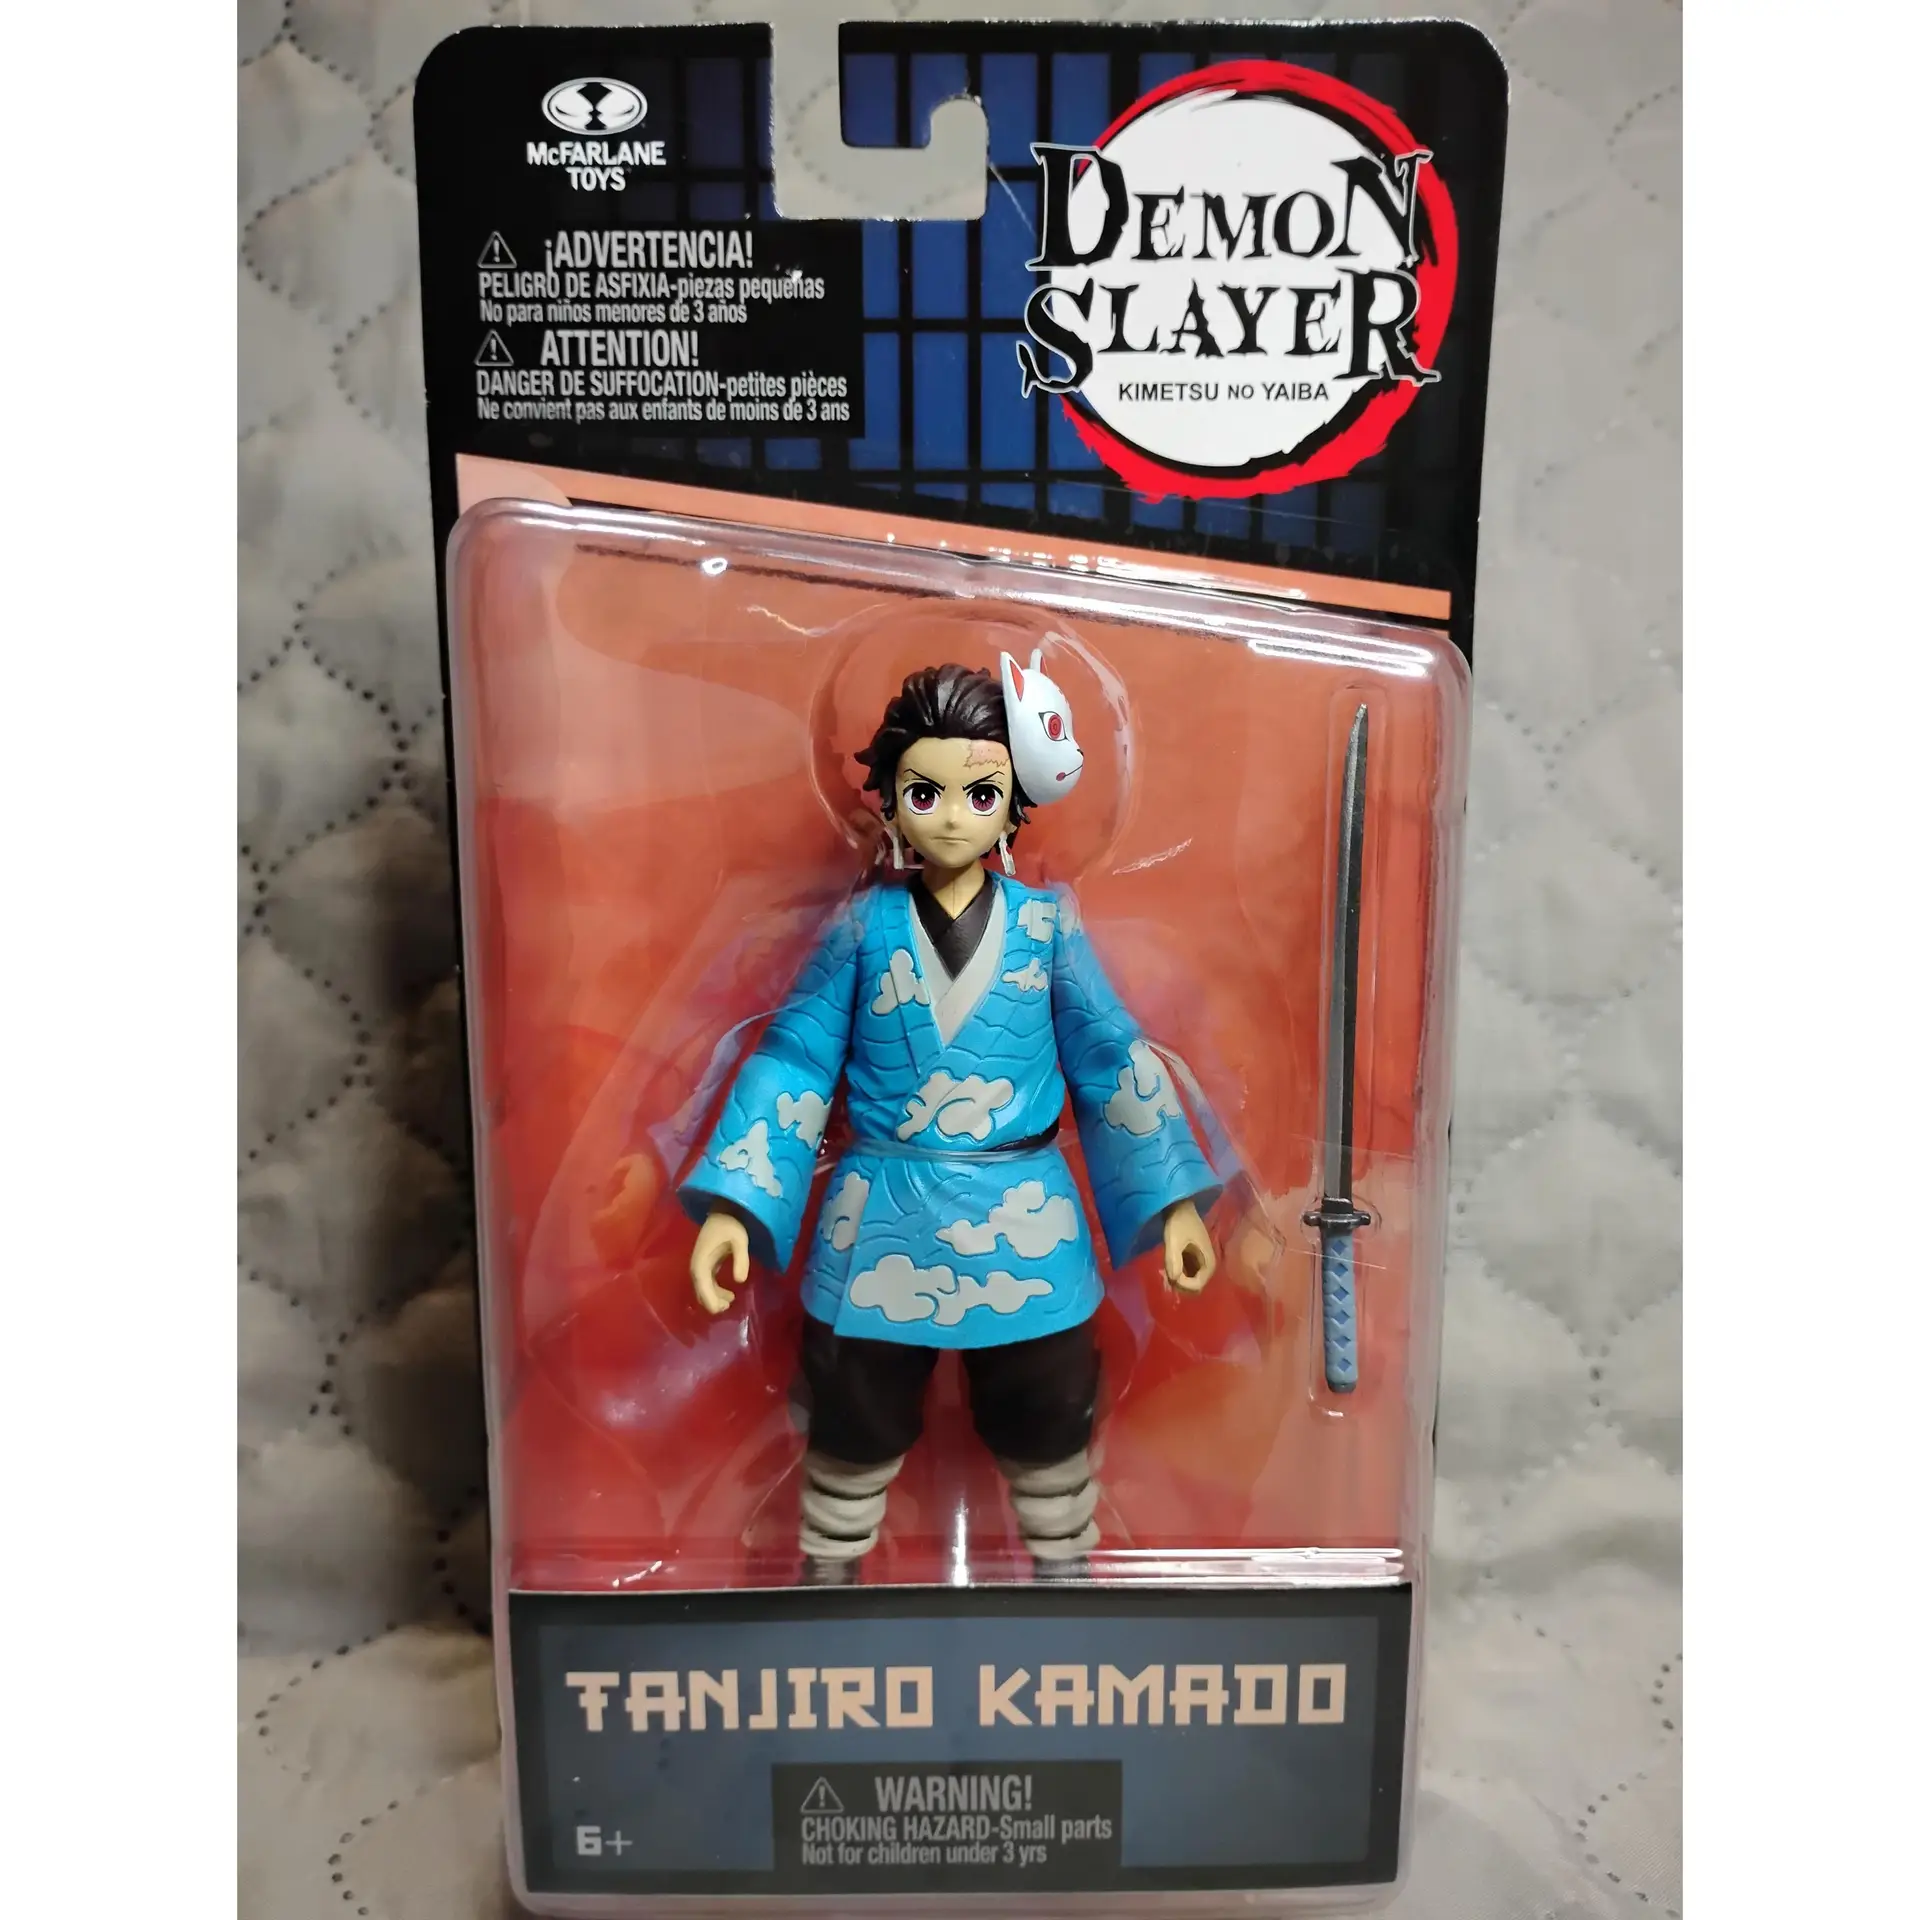 McFARLANE
TOYS
¡ADVERTENCIA!
PELIGRO DE ASFIXIA-piezas pequeñas
No para niños menores de 3 años
ATTENTION!
DANGER DE SUFFOCATION-petites pièces
Ne convient pas aux enfants de moins de 3 ans
DEMON
SLAYER
KIMETSU NO YAIBA
TANJIRO KAMADO
WARNING!
CHOKING HAZARD-Small parts
Not for children under 3 yrs
6+